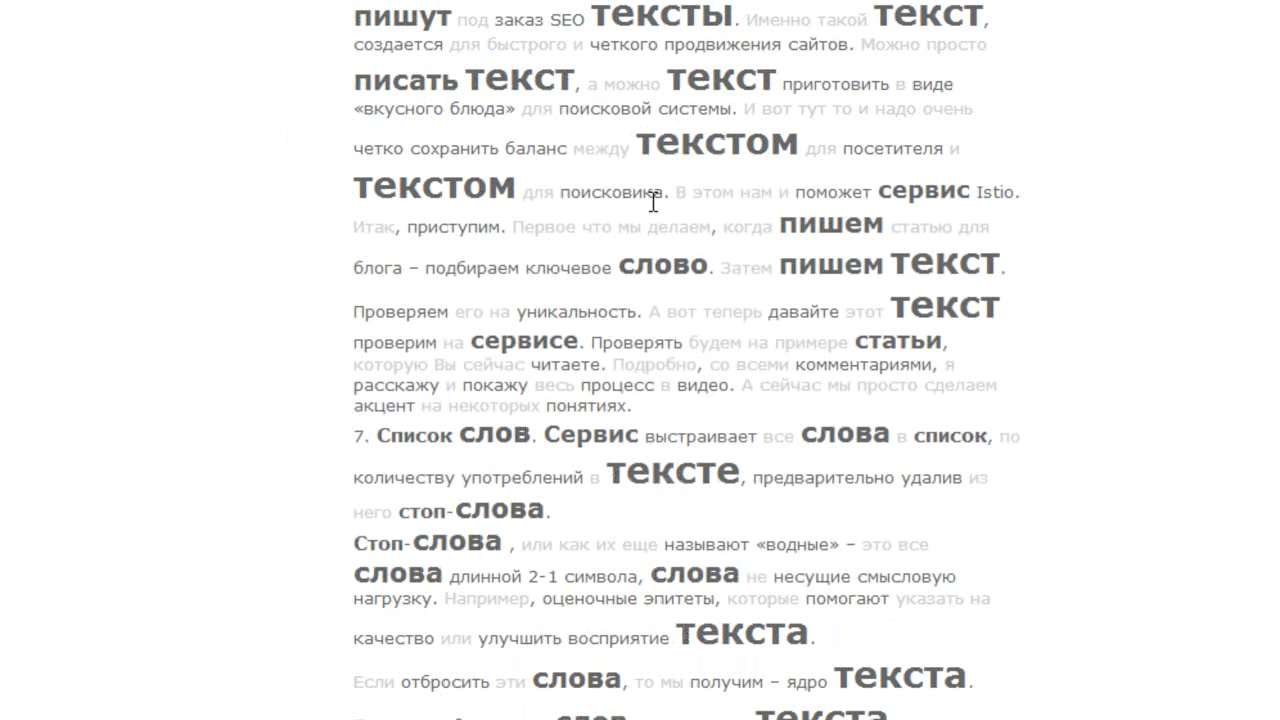 пишут под заказ SEO тексты. Именно такой текст,
создается для быстрого и четкого продвижения сайтов. Можно просто
писать текст, а можно текст приготовить в виде
«вкусного блюда» для поисковой системы. И вот тут то и надо очень
четко сохранить баланс между текстом для посетителя и
текстом для поисковика. В этом нам и поможет сервис Istio.
Итак, приступим. Первое что мы делаем, когда пишем статью для
блога – подбираем ключевое слово. Затем пишем текст.
Проверяем его на уникальность. А вот теперь давайте этот текст
проверим на сервисе. Проверять будем на примере статьи,
которую Вы сейчас читаете. Подробно, со всеми комментариями, я
расскажу и покажу весь процесс в видео. А сейчас мы просто сделаем
акцент на некоторых понятиях.
7. Список слов. Сервис выстраивает все слова в список, по
количеству употреблений в тексте, предварительно удалив из
него стоп-слова.
Стоп-слова , или как их еще называют «водные» – это все
слова длинной 2-1 символа, слова не несущие смысловую
нагрузку. Например, оценочные эпитеты, которые помогают указать на
качество или улучшить восприятие текста.
Если отбросить эти слова, то мы получим – ядро текста.
слов текста